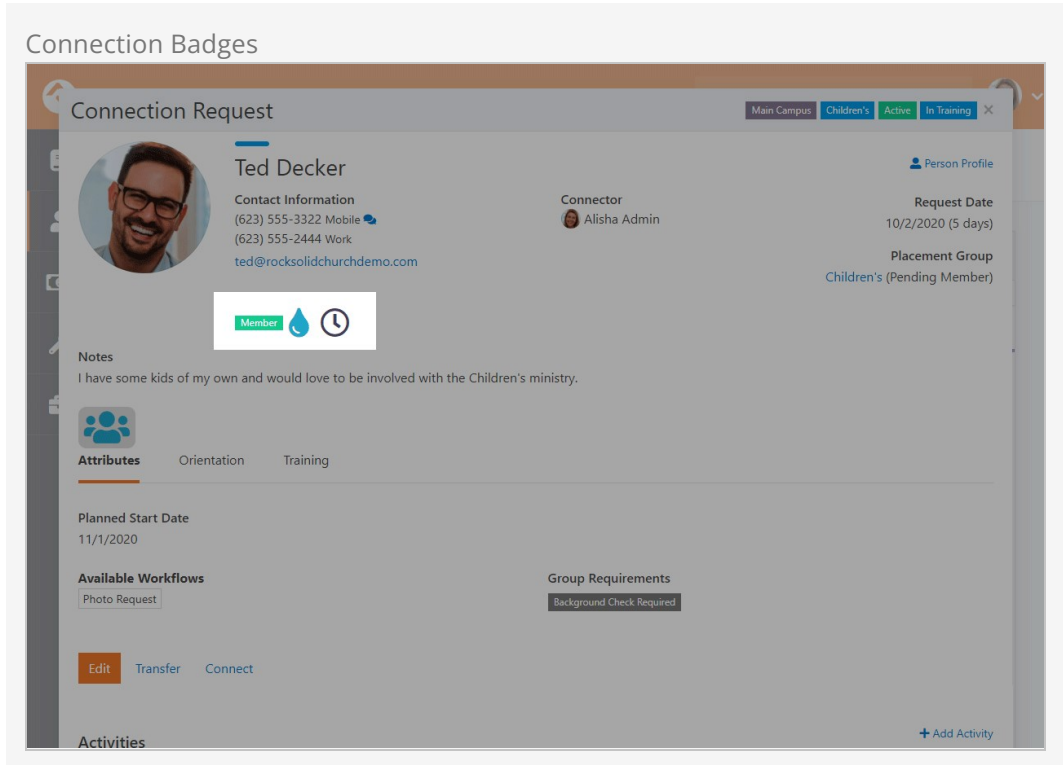 Connection Badges
Connection Request
Main Campus Children's Active In Training ×
Ted Decker
Person Profile
Contact Information
(623) 555-3322 Mobile
(623) 555-2444 Work
ted@rocksolidchurchdemo.com
Connector
Alisha Admin
Request Date
10/2/2020 (5 days)
Placement Group
Children's (Pending Member)
Member
Notes
I have some kids of my own and would love to be involved with the Children's ministry.
Attributes Orientation Training
Planned Start Date
11/1/2020
Available Workflows
Photo Request
Group Requirements
Background Check Required
Edit Transfer Connect
Activities
+ Add Activity